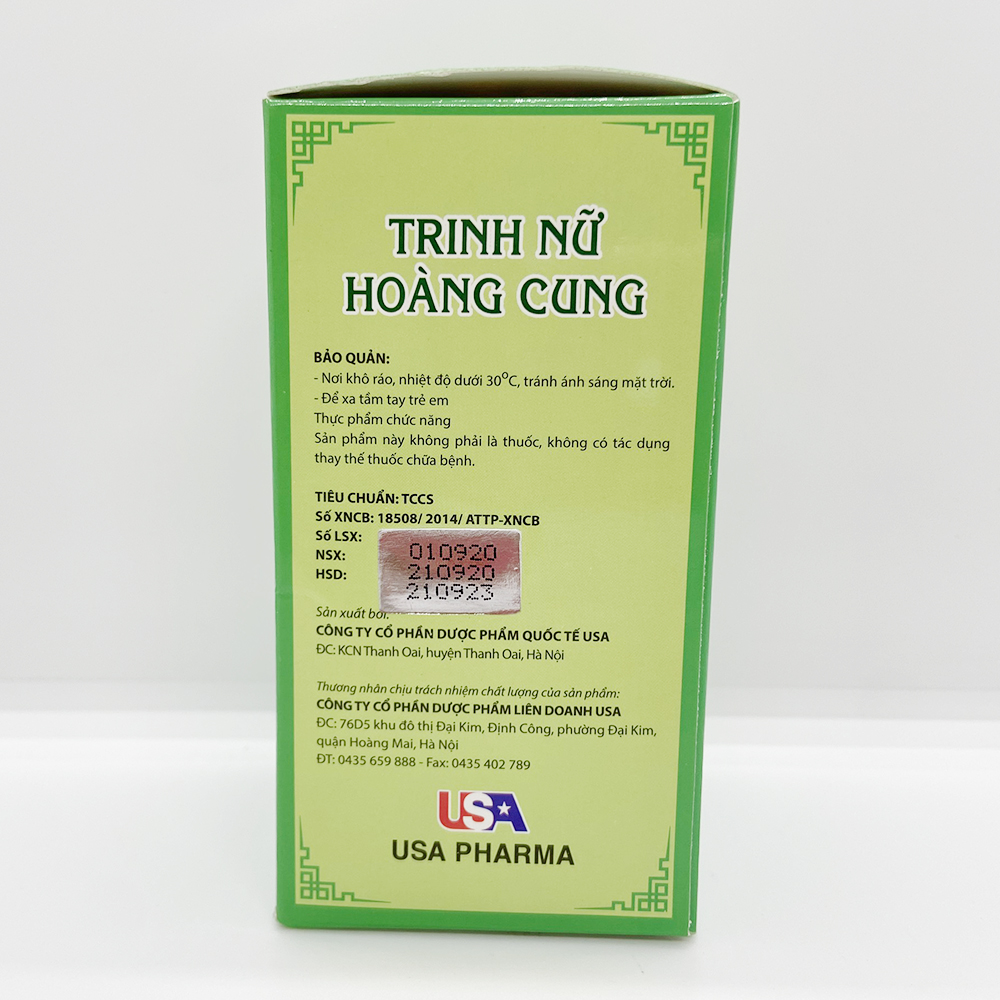 TRINH NỮ
HOÀNG CUNG
BẢO QUẢN:
- Nơi khô ráo, nhiệt độ dưới 30°C, tránh ánh sáng mặt trời.
- Để xa tầm tay trẻ em
Thực phẩm chức năng
Sản phẩm này không phải là thuốc, không có tác dụng
thay thế thuốc chữa bệnh.
TIÊU CHUẨN: TCCS
Số XNCB: 18508/ 2014/ ATTP-XNCB
Số LSX: 010920
NSX: 210920
HSD: 210923
Sản xuất bởi:
CÔNG TY CỔ PHẦN DƯỢC PHẨM QUỐC TẾ USA
ĐC: KCN Thanh Oai, huyện Thanh Oai, Hà Nội
Thương nhân chịu trách nhiệm chất lượng của sản phẩm:
CÔNG TY CỔ PHẦN DƯỢC PHẨM LIÊN DOANH USA
ĐC: 76D5 khu đô thị Đại Kim, Định Công, phường Đại Kim,
quận Hoàng Mai, Hà Nội
ĐT: 0435 659 888 - Fax: 0435 402 789
USA
USA PHARMA